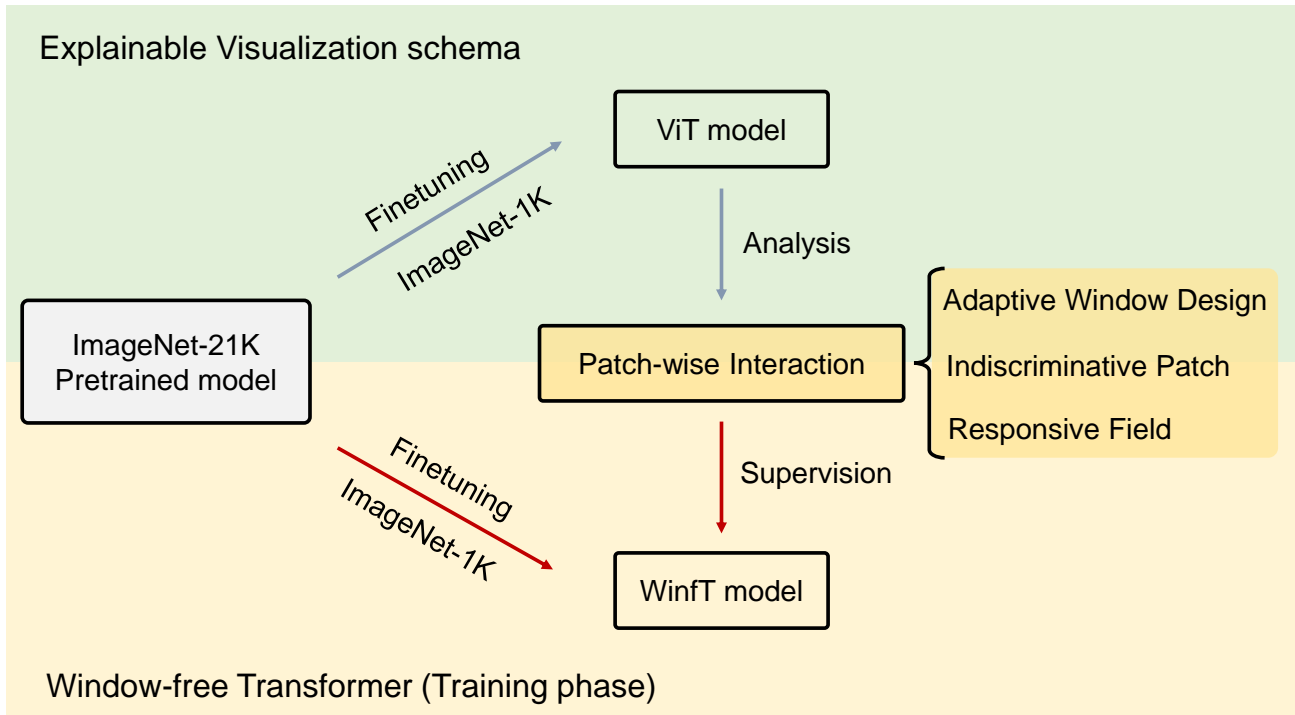 Explainable Visualization schema
ViT model
Finetuning
ImageNet-1K
Analysis
ImageNet-21K
Pretrained model
Patch-wise Interaction
Adaptive Window Design
Indiscriminative Patch
Responsive Field
Finetuning
ImageNet-1K
Supervision
WinfT model
Window-free Transformer (Training phase)